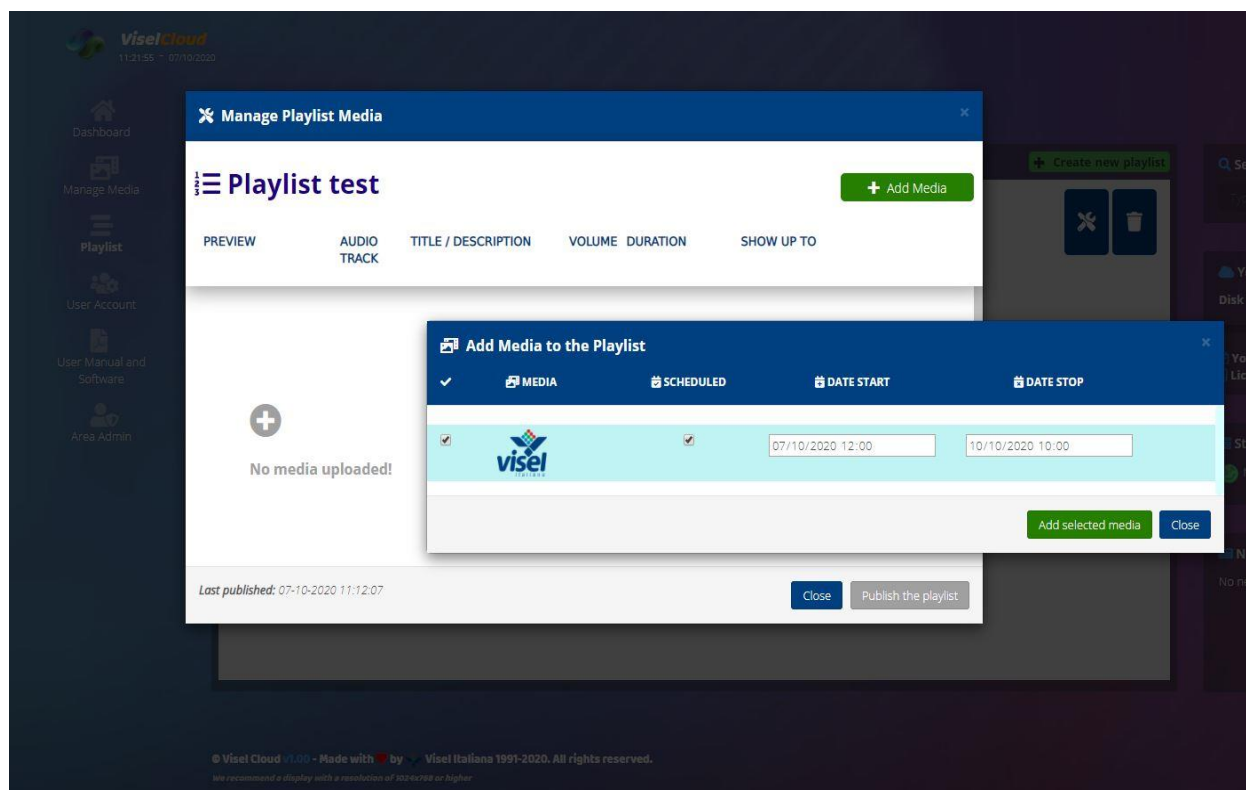 ViselCloud
11:21:55 - 07/10/2020
Dashboard
Manage Media
Playlist
User Account
User Manual and
Software
Area Admin
Manage Playlist Media
×
Playlist test
+ Add Media
PREVIEW
AUDIO
TRACK
TITLE / DESCRIPTION
VOLUME
DURATION
SHOW UP TO
+ Create new playlist
Disk
Add Media to the Playlist
×
MEDIA
SCHEDULED
DATE START
DATE STOP
visel
italiana
07/10/2020 12:00
10/10/2020 10:00
Add selected media
Close
No media uploaded!
Last published: 07-10-2020 11:12:07
Close
Publish the playlist
© Visel Cloud v1.00 - Made with by Visel Italiana 1991-2020. All rights reserved.
We recommend a display with a resolution of 1024x768 or higher